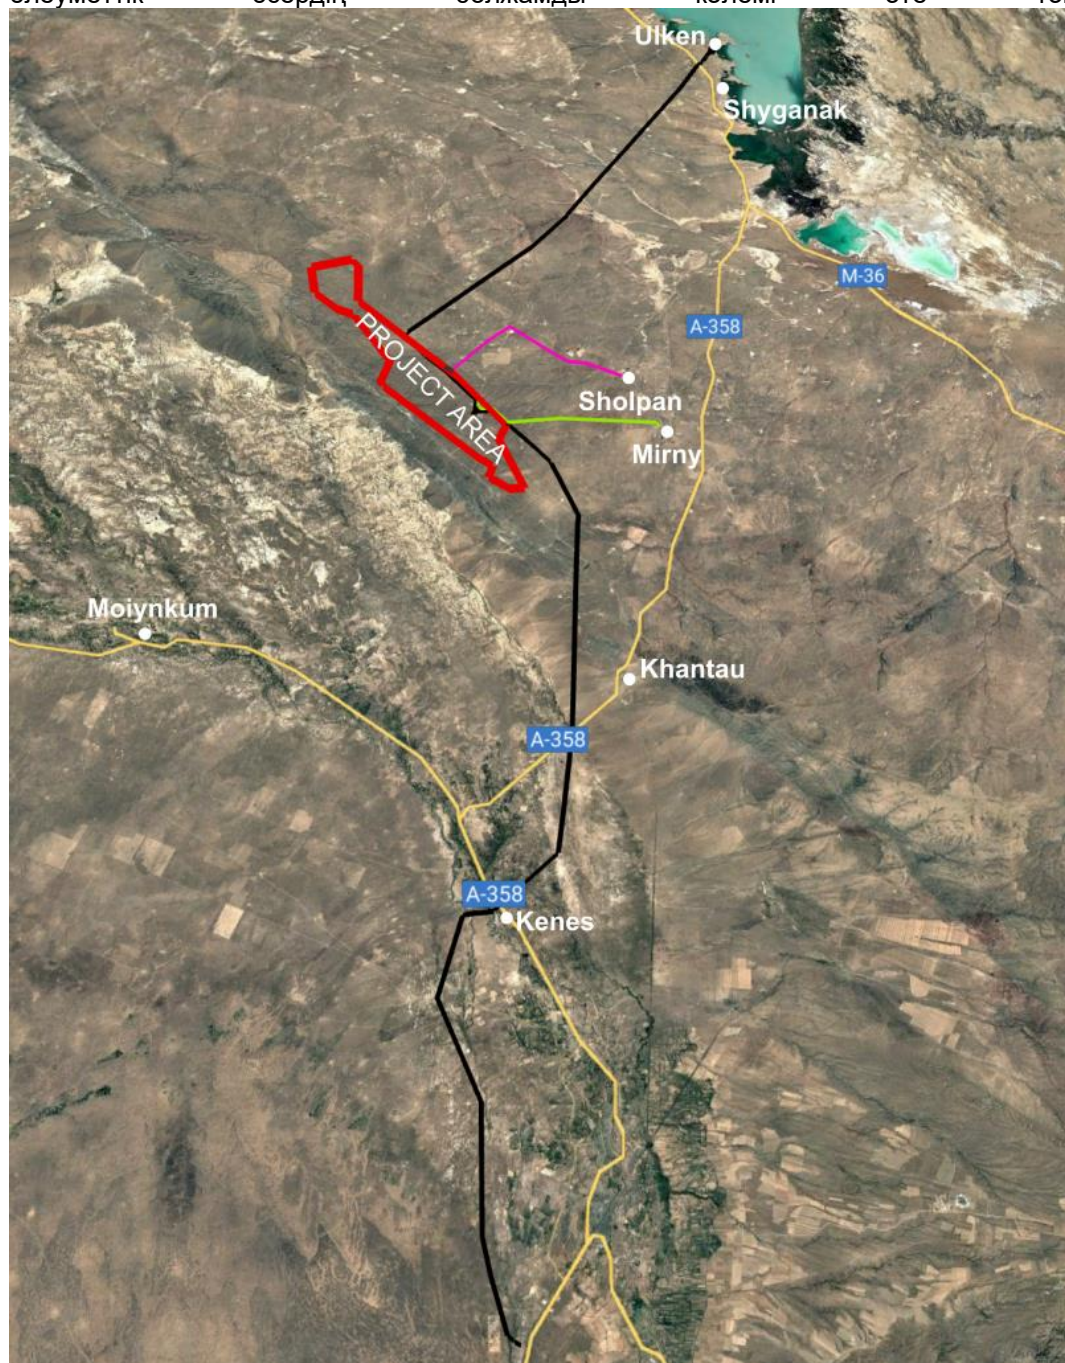 Ulken
Shyganak
M-36
A-358
PROJECT AREA
Sholpan
Mirny
Moiynkum
Khantau
A-358
A-358
Kenes